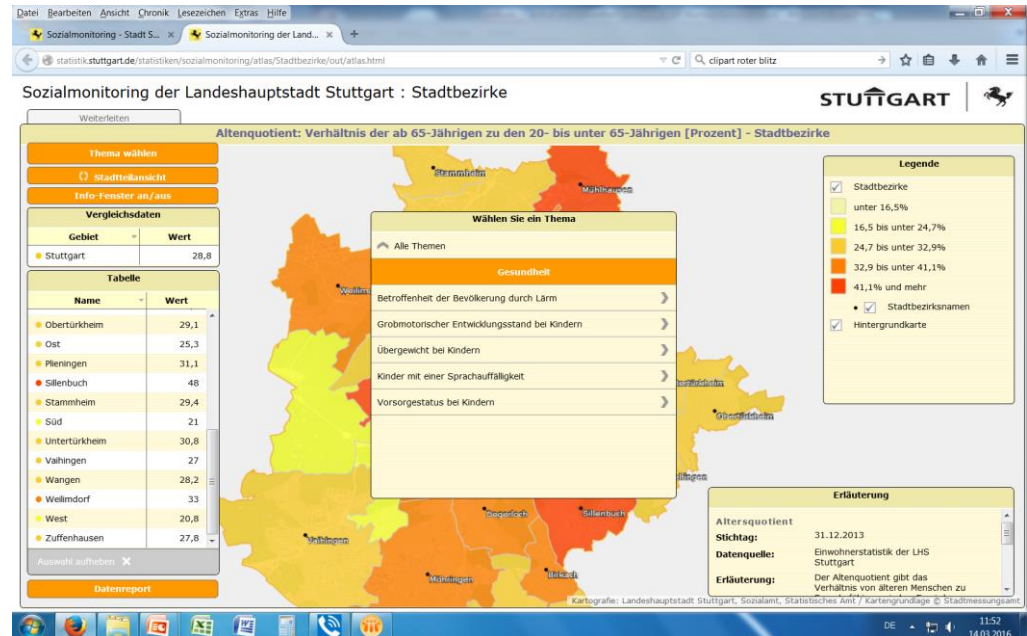 Datei Bearbeiten Ansicht Chronik Lesezeichen Extras Hilfe
Sozialmonitoring - Stadt S... × Sozialmonitoring der Land... × +
statistik.stuttgart.de/statistiken/sozialmonitoring/atlas/Stadtbezirke/out/atlas.html
clipart roter blitz
Sozialmonitoring der Landeshauptstadt Stuttgart : Stadtbezirke
STUTTGART
Weiterleiten
Altenquotient: Verhältnis der ab 65-Jährigen zu den 20- bis unter 65-Jährigen [Prozent] - Stadtbezirke
Thema wählen
Stadtteilansicht
Info-Fenster an/aus
Vergleichsdaten
Gebiet Wert
Stuttgart 28,8
Tabelle
Name Wert
Obertürkheim 29,1
Ost 25,3
Plieningen 31,1
Sillenbuch 48
Stammheim 29,4
Süd 21
Untertürkheim 30,8
Vaihingen 27
Wangen 28,2
Weilimdorf 33
West 20,8
Zuffenhausen 27,8
Auswahl aufheben ✕
Datenreport
Stammheim
Mühlhausen
Wählen Sie ein Thema
Alle Themen
Gesundheit
Betroffenheit der Bevölkerung durch Lärm
Grobmotorischer Entwicklungsstand bei Kindern
Übergewicht bei Kindern
Kinder mit einer Sprachauffälligkeit
Vorsorgestatus bei Kindern
Obertürkheim
Degerloch
Sillenbuch
Vaihingen
Möhringen
Birkach
Legende
Stadtbezirke
unter 16,5%
16,5 bis unter 24,7%
24,7 bis unter 32,9%
32,9 bis unter 41,1%
41,1% und mehr
Stadtbezirksnamen
Hintergrundkarte
Erläuterung
Altersquotient
Stichtag: 31.12.2013
Datenquelle: Einwohnerstatistik der LHS
Stuttgart
Erläuterung: Der Altenquotient gibt das
Verhältnis von älteren Menschen zu
Kartografie: Landeshauptstadt Stuttgart, Sozialamt, Statistisches Amt / Kartengrundlage © Stadtmessungsamt
DE
11:52
14.03.2016